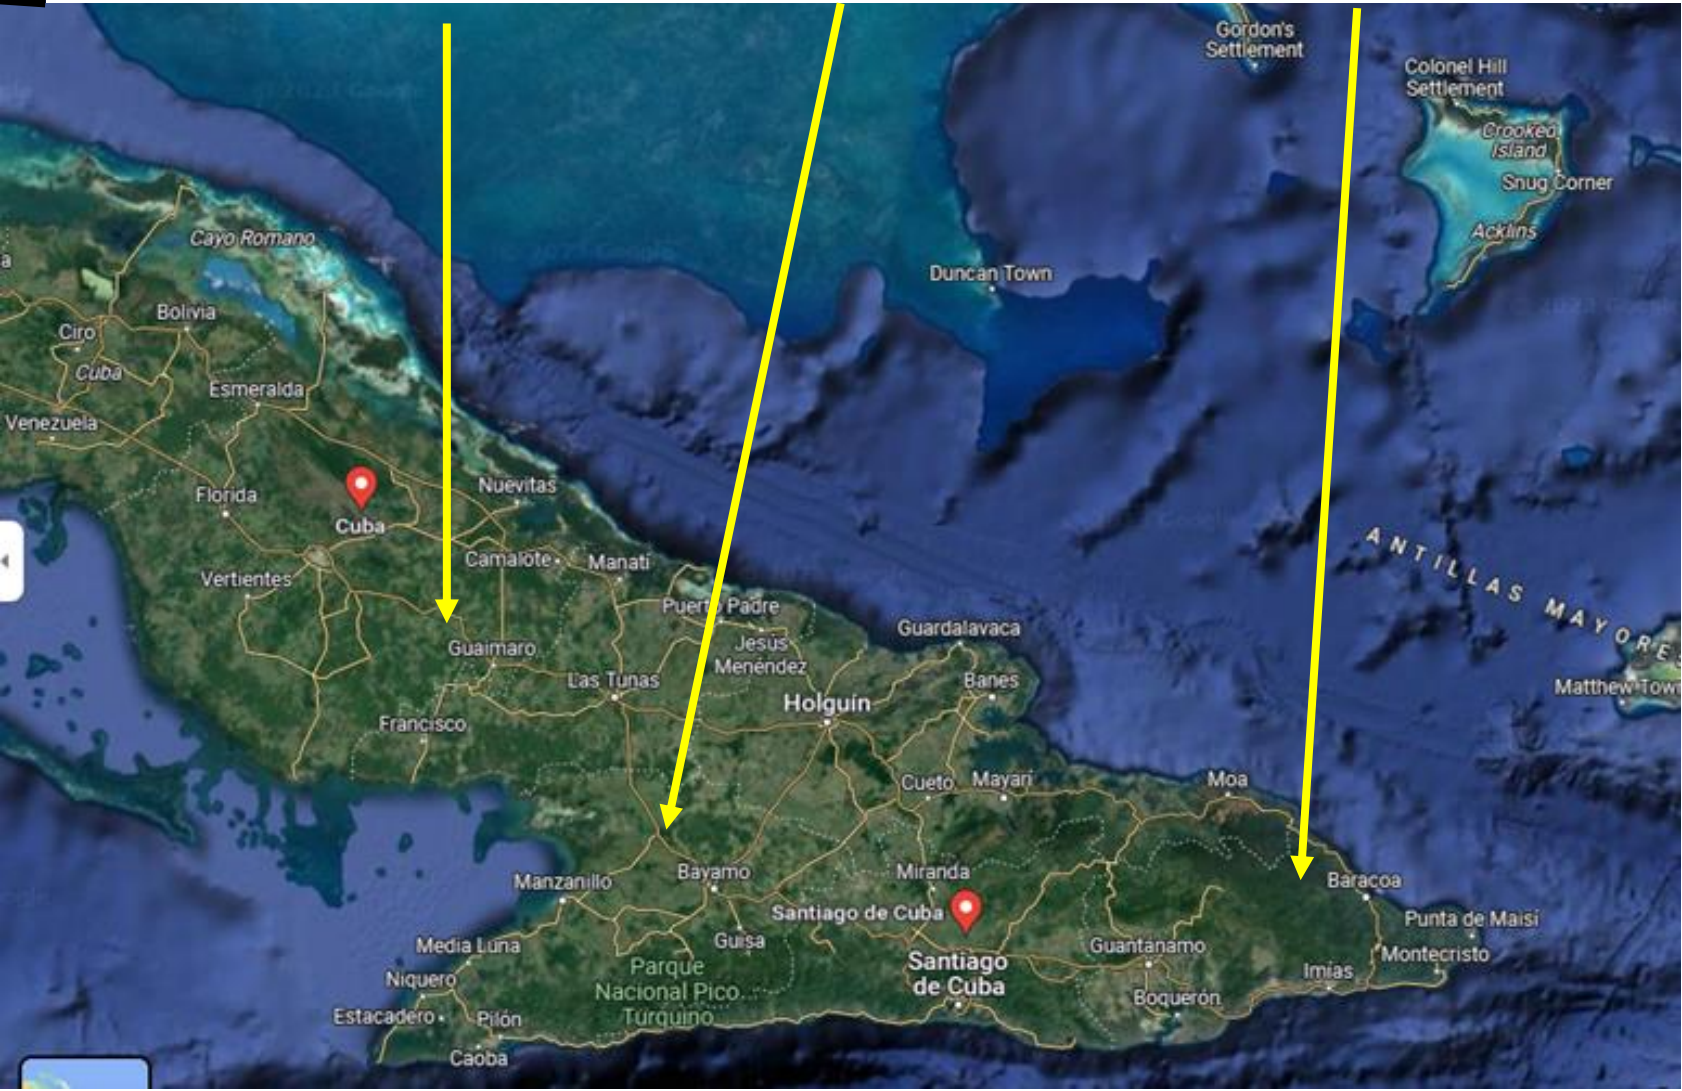 Gordon's
Settlement
Colonel Hill
Settlement
Crooked
Island
Snug Corner
Acklins
Cayo Romano
a
Duncan Town
Bolivia
Ciro
Cuba
Esmeralda
Venezuela
Nuevitas
Florida
Cuba
ANTILLAS MAYORES
Camalote
Manatí
Vertientes
Puerto Padre
Guardalavaca
Jesús
Menéndez
Guaimaro
Las Tunas
Banes
Matthew Town
Holguín
Francisco
Cueto
Mayarí
Moa
Bayamo
Miranda
Manzanillo
Baracoa
Santiago de Cuba
Punta de Maisí
Guisa
Media Luna
Guantánamo
Montecristo
Santiago
de Cuba
Parque
Nacional Pico...
Turquino
Niquero
Imías
Boquerón
Estacadero
Pilón
Caoba